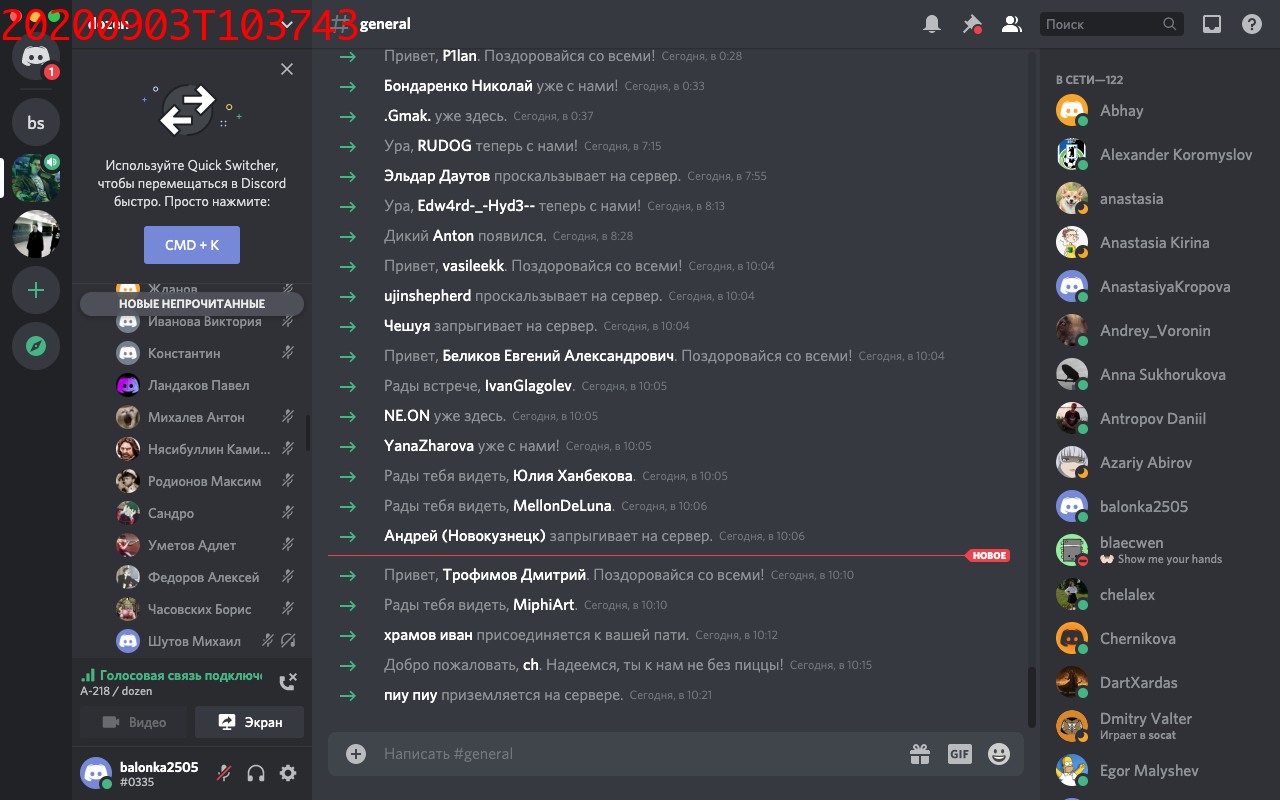 20200903T103743
dozen
general
Поиск
1
bs
Используйте Quick Switcher,
чтобы перемещаться в Discord
быстро. Просто нажмите:
CMD + K
Жданов
НОВЫЕ НЕПРОЧИТАННЫЕ
Иванова Виктория
Константин
Ландаков Павел
Михалев Антон
Нясибуллин Ками...
Родионов Максим
Сандро
Уметов Адлет
Федоров Алексей
Часовских Борис
Шутов Михаил
Голосовая связь подключе
A-218 / dozen
Видео
Экран
balonka2505
#0335
Привет, P1lan. Поздоровайся со всеми! Сегодня, в 0:28
Бондаренко Николай уже с нами! Сегодня, в 0:33
.Gmak. уже здесь. Сегодня, в 0:37
Ура, RUDOG теперь с нами! Сегодня, в 7:15
Эльдар Даутов проскальзывает на сервер. Сегодня, в 7:55
Ура, Edw4rd-_-Hyd3-- теперь с нами! Сегодня, в 8:13
Дикий Anton появился. Сегодня, в 8:28
Привет, vasileekk. Поздоровайся со всеми! Сегодня, в 10:04
ujinshepherd проскальзывает на сервер. Сегодня, в 10:04
Чешуя запрыгивает на сервер. Сегодня, в 10:04
Привет, Беликов Евгений Александрович. Поздоровайся со всеми! Сегодня, в 10:04
Рады встрече, IvanGlagolev. Сегодня, в 10:05
NE.ON уже здесь. Сегодня, в 10:05
YanaZharova уже с нами! Сегодня, в 10:05
Рады тебя видеть, Юлия Ханбекова. Сегодня, в 10:05
Рады тебя видеть, MellonDeLuna. Сегодня, в 10:06
Андрей (Новокузнецк) запрыгивает на сервер. Сегодня, в 10:06
НОВОЕ
Привет, Трофимов Дмитрий. Поздоровайся со всеми! Сегодня, в 10:10
Рады тебя видеть, MiphiArt. Сегодня, в 10:10
храмов иван присоединяется к вашей пати. Сегодня, в 10:12
Добро пожаловать, ch. Надеемся, ты к нам не без пиццы! Сегодня, в 10:15
пиу пиу приземляется на сервере. Сегодня, в 10:21
Написать #general
GIF
В СЕТИ—122
Abhay
Alexander Koromyslov
anastasia
Anastasia Kirina
AnastasiyaKropova
Andrey_Voronin
Anna Sukhorukova
Antropov Daniil
Azariy Abirov
balonka2505
blaecwen
Show me your hands
chelalex
Chernikova
DartXardas
Dmitry Valter
Играет в socat
Egor Malyshev